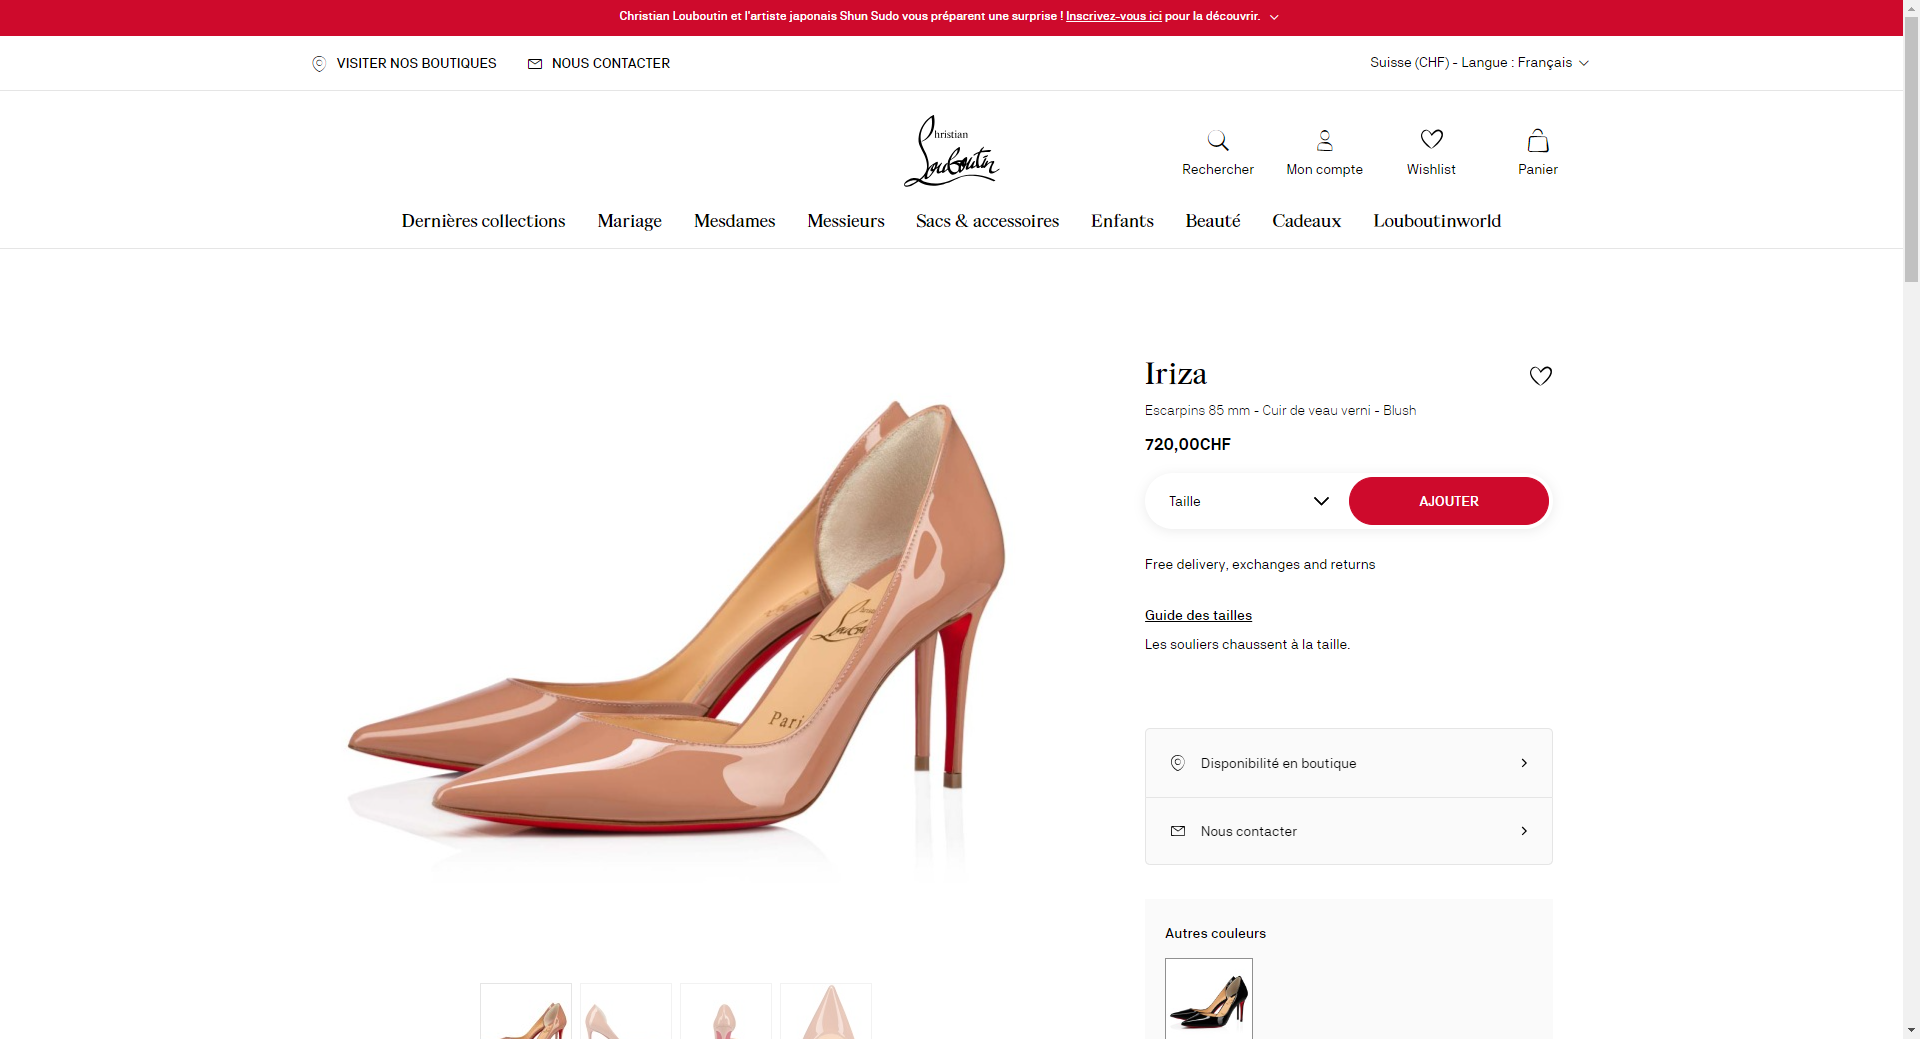 Christian Louboutin et l'artiste japonais Shun Sudo vous préparent une surprise ! Inscrivez-vous ici pour la découvrir.
VISITER NOS BOUTIQUES
NOUS CONTACTER
Suisse (CHF) - Langue : Français
Christian
Louboutin
Rechercher
Mon compte
Wishlist
Panier
Dernières collections
Mariage
Mesdames
Messieurs
Sacs & accessoires
Enfants
Beauté
Cadeaux
Louboutinworld
Iriza
Escarpins 85 mm - Cuir de veau verni - Blush
720,00CHF
Taille
AJOUTER
Free delivery, exchanges and returns
Guide des tailles
Les souliers chaussent à la taille.
Disponibilité en boutique
Nous contacter
Autres couleurs